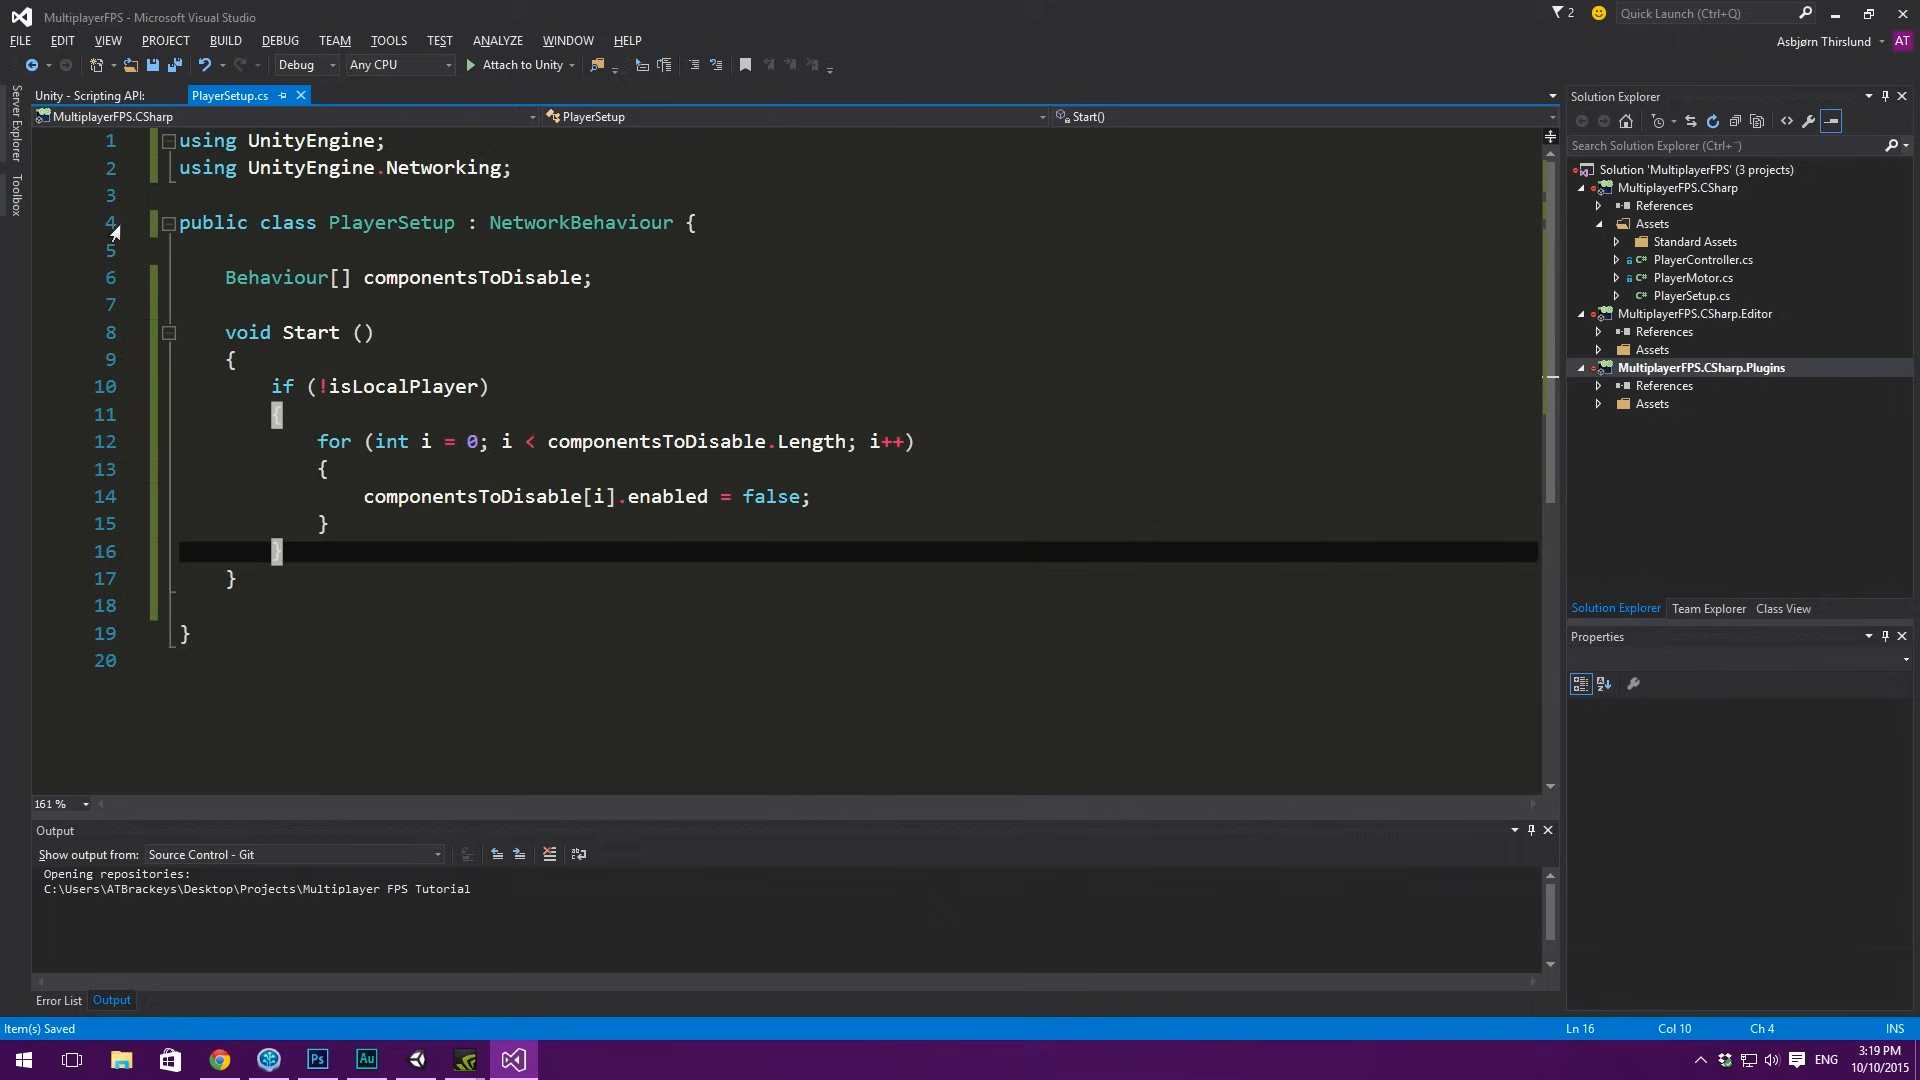 MultiplayerFPS - Microsoft Visual Studio
2
Quick Launch (Ctrl+Q)
FILE EDIT VIEW PROJECT BUILD DEBUG TEAM TOOLS TEST ANALYZE WINDOW HELP
Asbjørn Thirslund
AT
Debug
Any CPU
Attach to Unity
Server Explorer
Toolbox
Unity - Scripting API:
PlayerSetup.cs
MultiplayerFPS.CSharp
PlayerSetup
Start()
1 using UnityEngine;
2 using UnityEngine.Networking;
3
4 public class PlayerSetup : NetworkBehaviour {
5
6 Behaviour[] componentsToDisable;
7
8 void Start ()
9 {
10 if (!isLocalPlayer)
11 {
12 for (int i = 0; i < componentsToDisable.Length; i++)
13 {
14 componentsToDisable[i].enabled = false;
15 }
16 }
17 }
18
19 }
20
161 %
Output
Show output from: Source Control - Git
Opening repositories:
C:\Users\ATBrackeys\Desktop\Projects\Multiplayer FPS Tutorial
Error List Output
Solution Explorer
Search Solution Explorer (Ctrl+¨)
Solution 'MultiplayerFPS' (3 projects)
MultiplayerFPS.CSharp
References
Assets
Standard Assets
PlayerController.cs
PlayerMotor.cs
PlayerSetup.cs
MultiplayerFPS.CSharp.Editor
References
Assets
MultiplayerFPS.CSharp.Plugins
References
Assets
Solution Explorer Team Explorer Class View
Properties
Item(s) Saved
Ln 16 Col 10 Ch 4 INS
Ps
Au
ENG
3:19 PM
10/10/2015